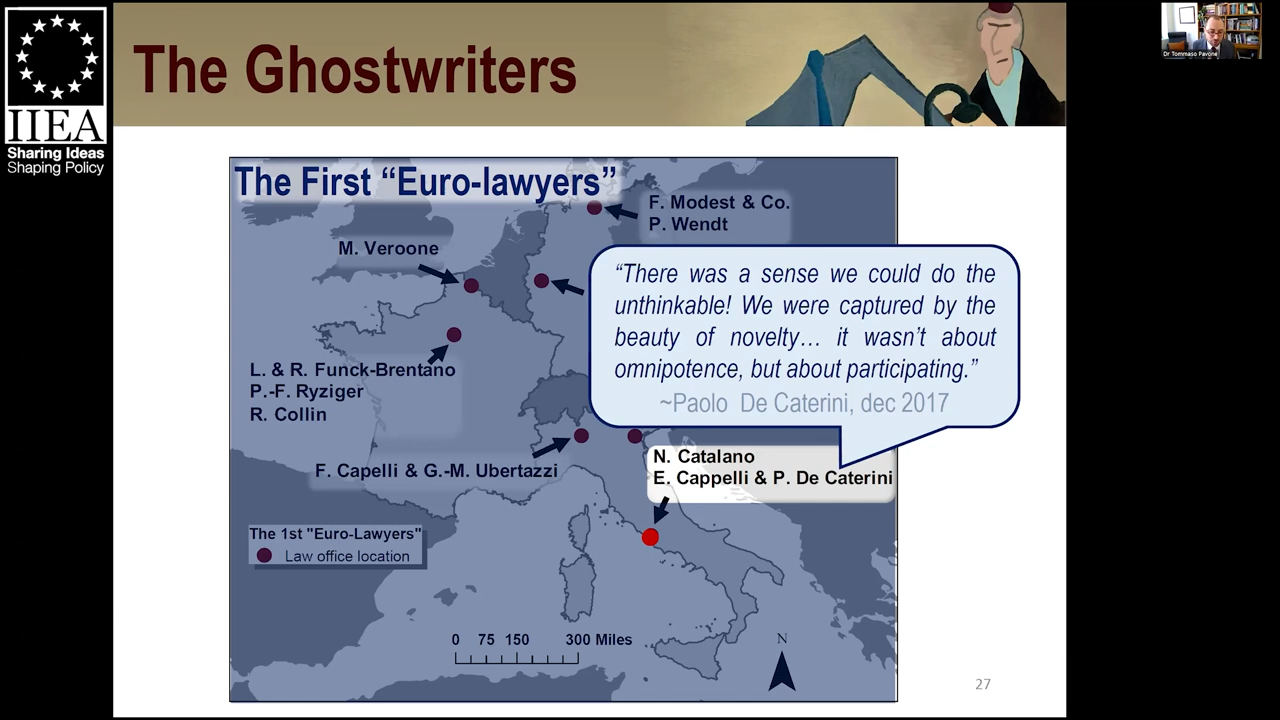 IIEA
Sharing Ideas
Shaping Policy
The Ghostwriters
Dr Tommaso Pavone
The First “Euro-lawyers”
F. Modest & Co.
P. Wendt
M. Veroone
“There was a sense we could do the
unthinkable! We were captured by the
beauty of novelty… it wasn’t about
omnipotence, but about participating.”
~Paolo De Caterini, dec 2017
L. & R. Funck-Brentano
P.-F. Ryziger
R. Collin
F. Capelli & G.-M. Ubertazzi
N. Catalano
E. Cappelli & P. De Caterini
The 1st "Euro-Lawyers"
Law office location
0 75 150 300 Miles
N
27